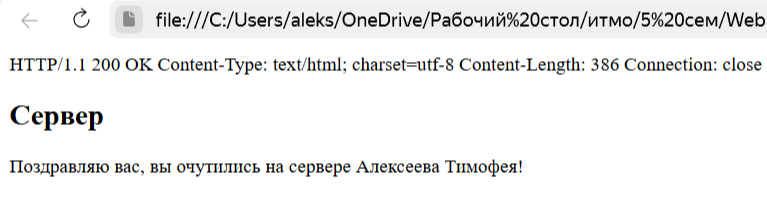 file:///C:/Users/aleks/OneDrive/Рабочий%20стол/итмо/5%20сем/Web
HTTP/1.1 200 OK Content-Type: text/html; charset=utf-8 Content-Length: 386 Connection: close
Сервер
Поздравляю вас, вы очутились на сервере Алексеева Тимофея!